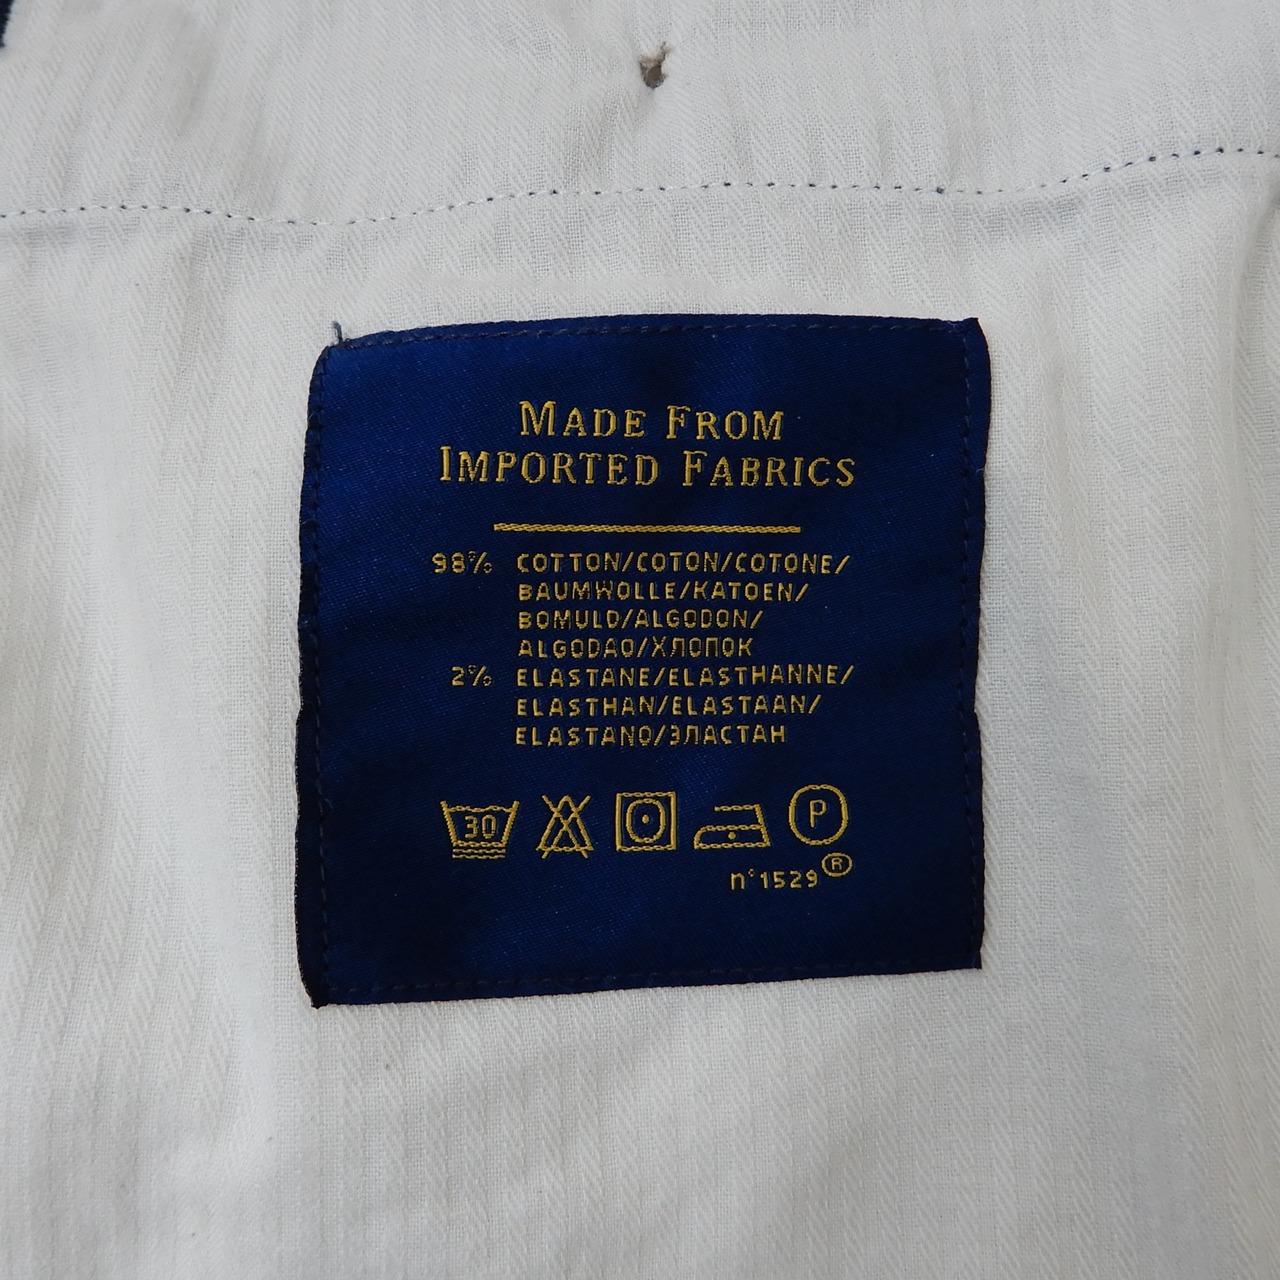 MADE FROM
IMPORTED FABRICS
98% COTTON/COTON/COTONE/
BAUMWOLLE/KATOEN/
BOMULD/ALGODON/
ALGODAO/ХЛОПОК
2% ELASTANE/ELASTHANNE/
ELASTHAN/ELASTAAN/
ELASTANO/ЭЛАСТАН
30 P
n°1529®